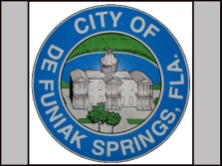 CITY OF
DE FUNIAK SPRINGS, FLA.